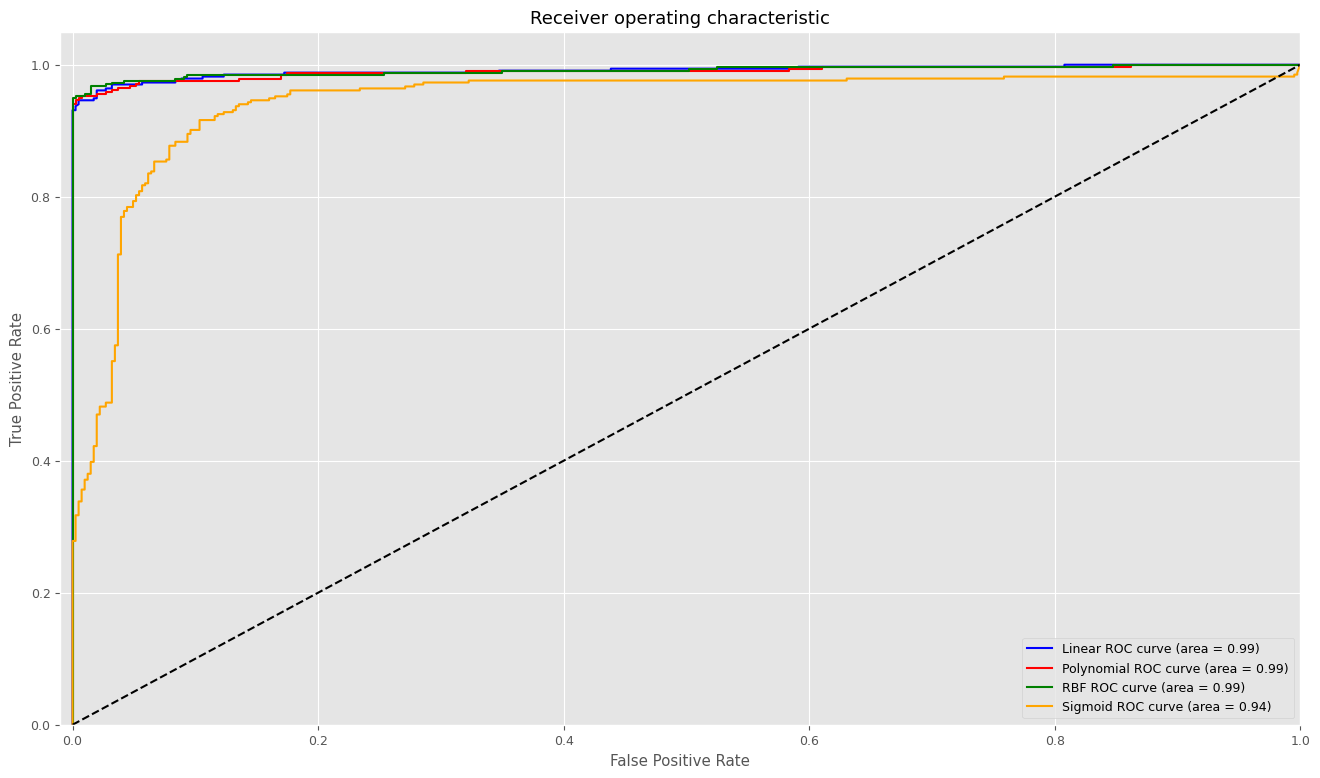 Receiver operating characteristic
True Positive Rate
1.0
0.8
0.6
0.4
0.2
0.0
0.0 0.2 0.4 0.6 0.8 1.0
False Positive Rate
Linear ROC curve (area = 0.99)
Polynomial ROC curve (area = 0.99)
RBF ROC curve (area = 0.99)
Sigmoid ROC curve (area = 0.94)